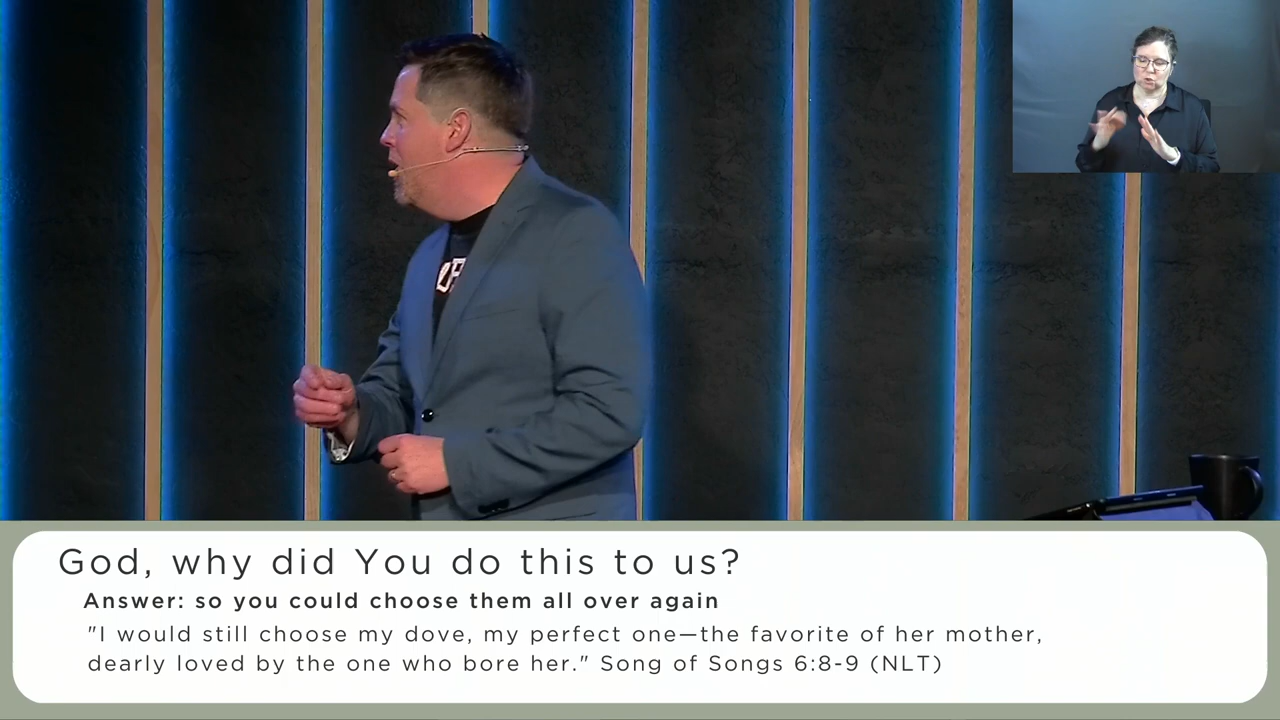 God, why did You do this to us?
Answer: so you could choose them all over again
"I would still choose my dove, my perfect one—the favorite of her mother,
dearly loved by the one who bore her." Song of Songs 6:8-9 (NLT)